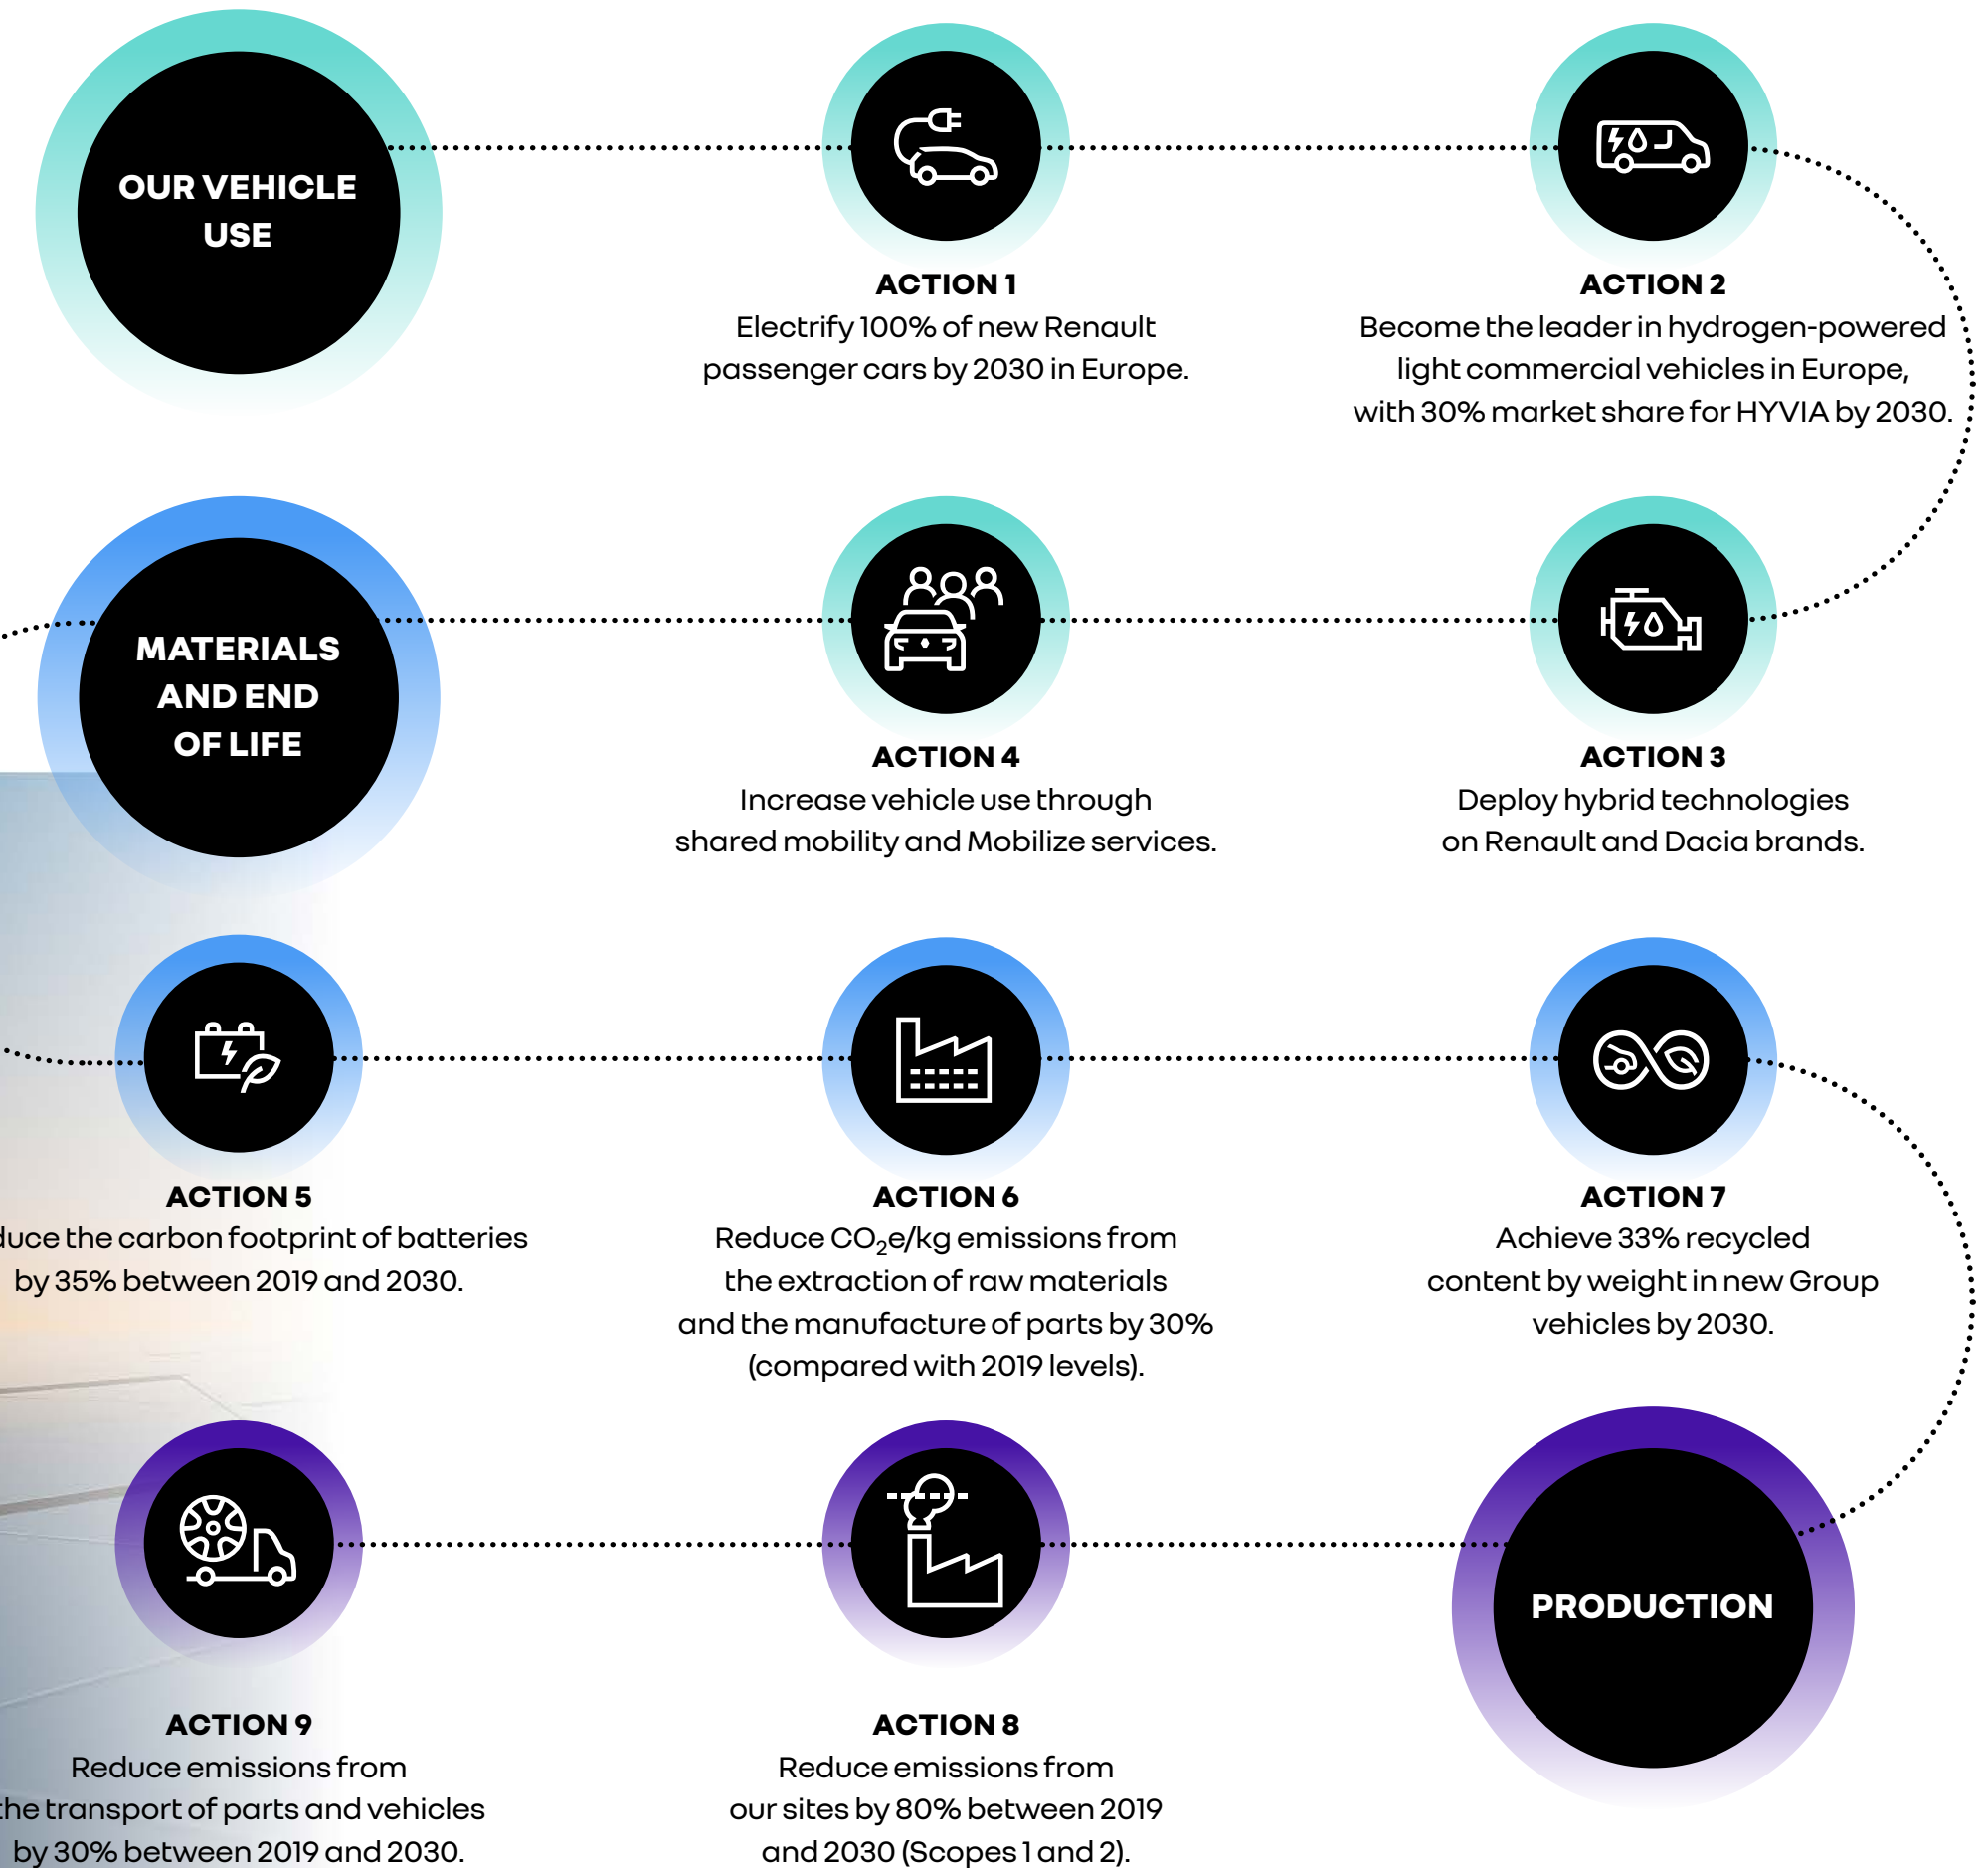 OUR VEHICLE
USE
ACTION 1
Electrify 100% of new Renault
passenger cars by 2030 in Europe.
ACTION 2
Become the leader in hydrogen-powered
light commercial vehicles in Europe,
with 30% market share for HYVIA by 2030.
ACTION 3
Deploy hybrid technologies
on Renault and Dacia brands.
ACTION 4
Increase vehicle use through
shared mobility and Mobilize services.
MATERIALS
AND END
OF LIFE
ACTION 5
the carbon footprint of batteries
by 35% between 2019 and 2030.
ACTION 6
Reduce CO₂e/kg emissions from
the extraction of raw materials
and the manufacture of parts by 30%
(compared with 2019 levels).
ACTION 7
Achieve 33% recycled
content by weight in new Group
vehicles by 2030.
PRODUCTION
ACTION 8
Reduce emissions from
our sites by 80% between 2019
and 2030 (Scopes 1 and 2).
ACTION 9
Reduce emissions from
the transport of parts and vehicles
by 30% between 2019 and 2030.